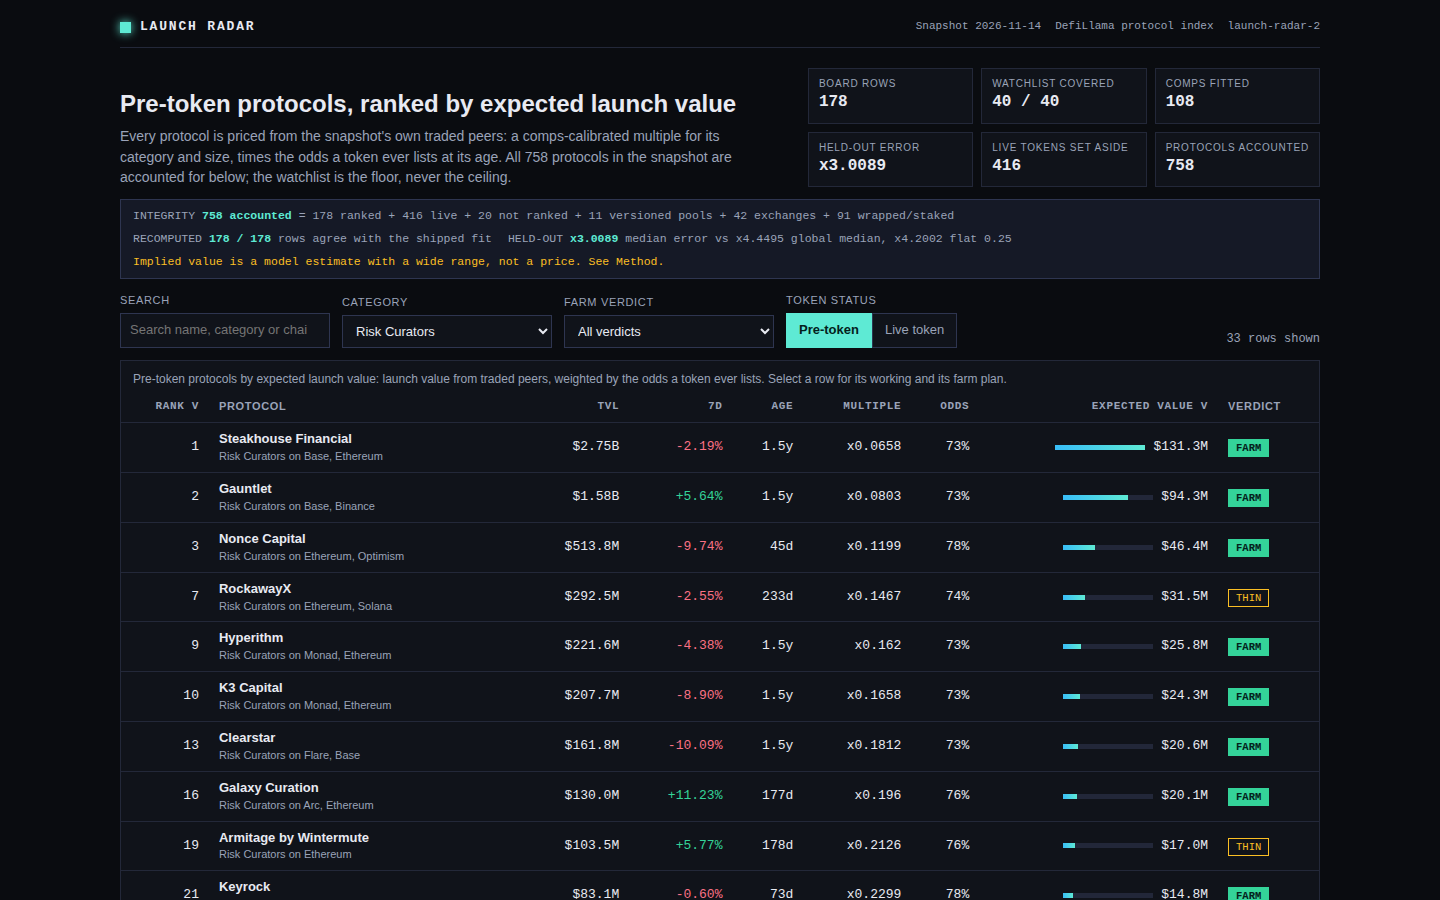 LAUNCH RADAR
Snapshot 2026-11-14 DefiLlama protocol index launch-radar-2
Pre-token protocols, ranked by expected launch value
Every protocol is priced from the snapshot's own traded peers: a comps-calibrated multiple for its
category and size, times the odds a token ever lists at its age. All 758 protocols in the snapshot are
accounted for below; the watchlist is the floor, never the ceiling.
BOARD ROWS
178
WATCHLIST COVERED
40 / 40
COMPS FITTED
108
HELD-OUT ERROR
x3.0089
LIVE TOKENS SET ASIDE
416
PROTOCOLS ACCOUNTED
758
INTEGRITY 758 accounted = 178 ranked + 416 live + 20 not ranked + 11 versioned pools + 42 exchanges + 91 wrapped/staked
RECOMPUTED 178 / 178 rows agree with the shipped fit HELD-OUT x3.0089 median error vs x4.4495 global median, x4.2002 flat 0.25
Implied value is a model estimate with a wide range, not a price. See Method.
SEARCH
Search name, category or chai
CATEGORY
Risk Curators
FARM VERDICT
All verdicts
TOKEN STATUS
Pre-token Live token
33 rows shown
Pre-token protocols by expected launch value: launch value from traded peers, weighted by the odds a token ever lists. Select a row for its working and its farm plan.
RANK V PROTOCOL TVL 7D AGE MULTIPLE ODDS EXPECTED VALUE V VERDICT
1 Steakhouse Financial $2.75B -2.19% 1.5y x0.0658 73% $131.3M FARM
Risk Curators on Base, Ethereum
2 Gauntlet $1.58B +5.64% 1.5y x0.0803 73% $94.3M FARM
Risk Curators on Base, Binance
3 Nonce Capital $513.8M -9.74% 45d x0.1199 78% $46.4M FARM
Risk Curators on Ethereum, Optimism
7 RockawayX $292.5M -2.55% 233d x0.1467 74% $31.5M THIN
Risk Curators on Ethereum, Solana
9 Hyperithm $221.6M -4.38% 1.5y x0.162 73% $25.8M FARM
Risk Curators on Monad, Ethereum
10 K3 Capital $207.7M -8.90% 1.5y x0.1658 73% $24.3M FARM
Risk Curators on Monad, Ethereum
13 Clearstar $161.8M -10.09% 1.5y x0.1812 73% $20.6M FARM
Risk Curators on Flare, Base
16 Galaxy Curation $130.0M +11.23% 177d x0.196 76% $20.1M FARM
Risk Curators on Arc, Ethereum
19 Armitage by Wintermute $103.5M +5.77% 178d x0.2126 76% $17.0M THIN
Risk Curators on Ethereum
21 Keyrock $83.1M -0.60% 73d x0.2299 78% $14.8M FARM